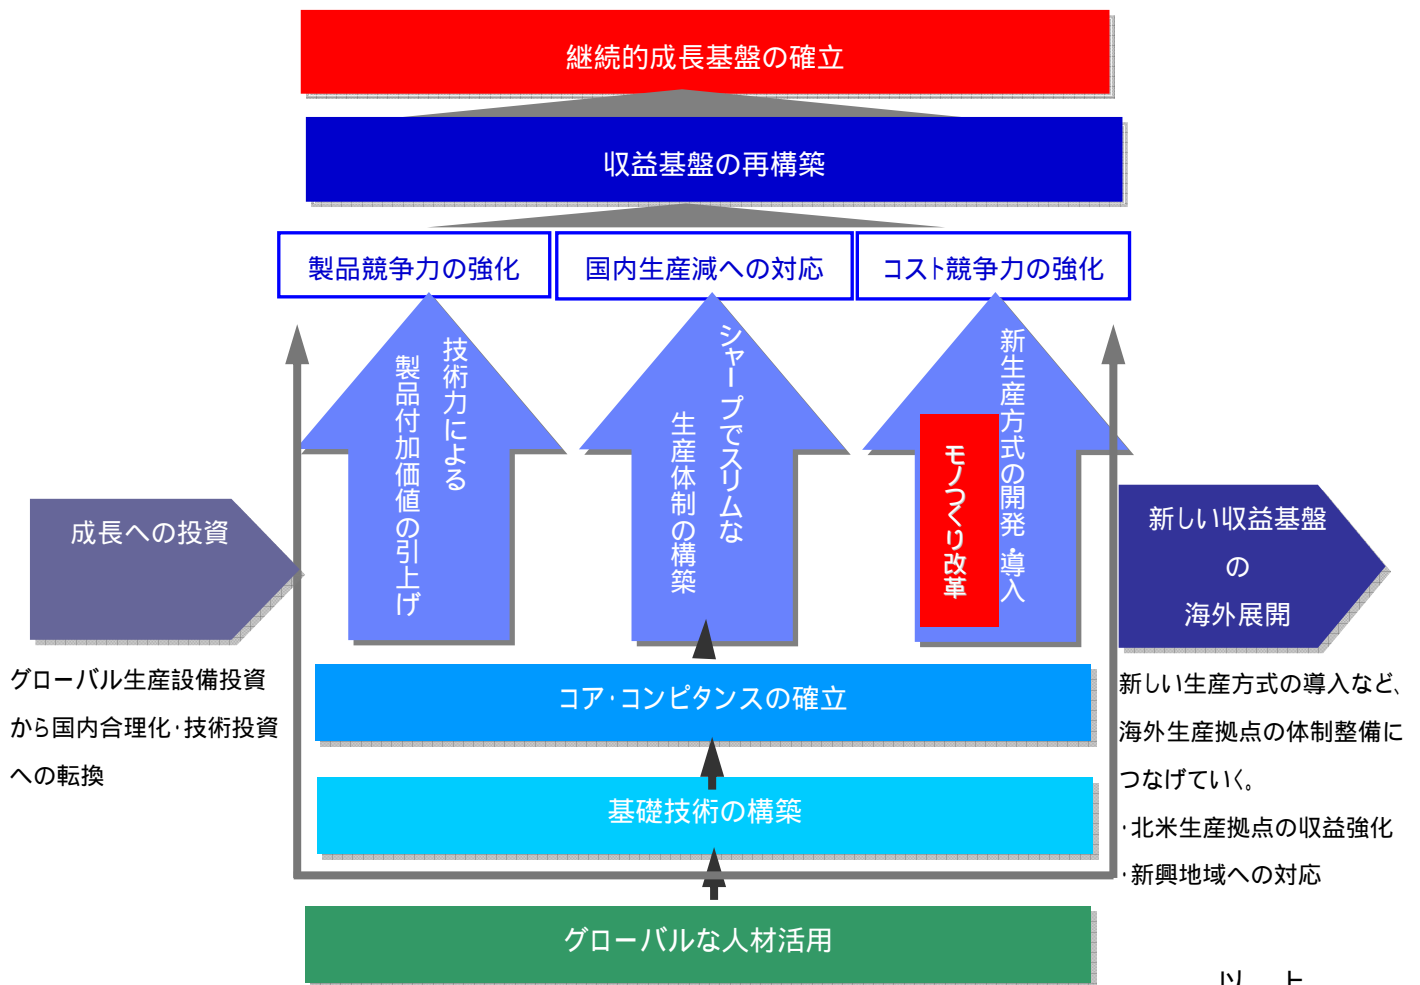 継続的成長基盤の確立
収益基盤の再構築
製品競争力の強化
国内生産減への対応
コスト競争力の強化
技術力による
製品付加価値の引上げ
シャープでスリムな
生産体制の構築
新生産方式の開発・導入
モノつくり改革
成長への投資
グローバル生産設備投資
から国内合理化・技術投資
への転換
新しい収益基盤
の
海外展開
新しい生産方式の導入など、
海外生産拠点の体制整備に
つなげていく。
・北米生産拠点の収益強化
・新興地域への対応
コア・コンピタンスの確立
基礎技術の構築
グローバルな人材活用
以 上